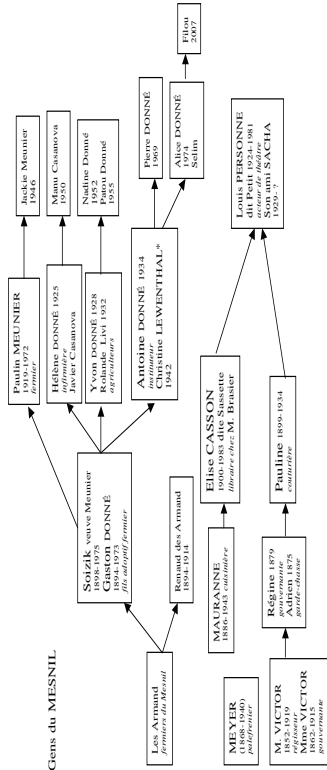 Gens du MESNIL
Les Armand
fermiers du Mesnil
Soizik veuve Meunier
1898-1975
Gaston DONNÉ
1894-1973
fils adoptif fermier
Renaud des Armand
1894-1914
Paulin MEUNIER
1919-1972
fermier
Jackie Meunier
1946
Hélène DONNÉ 1925
infirmière
Javier Casanova
Manu Casanova
1950
Yvon DONNÉ 1928
Rolande Livi 1932
agriculteurs
Nadine Donné
1952
Patou Donné
1955
Antoine DONNÉ 1934
instituteur
Christine LEWENTHAL*
1942
Pierre DONNÉ
1969
Alice DONNÉ
1974
Selim
Filou
2007
MEYER
(1868-1940)
palefrenier
MAURANNE
1886-1943 cuisinière
Elise CASSON
1900-1983 dite Sassette
libraire chez M. Brasier
M. VICTOR
1852-1919
régisseur
Mme VICTOR
1862-1915
gouvernante
Régine 1879
gouvernante
Adrien 1875
garde-chasse
Pauline 1899-1934
couturière
Louis PERSONNE
dit Petit 1924-1981
acteur de théâtre
Son ami SACHA
1929- ?